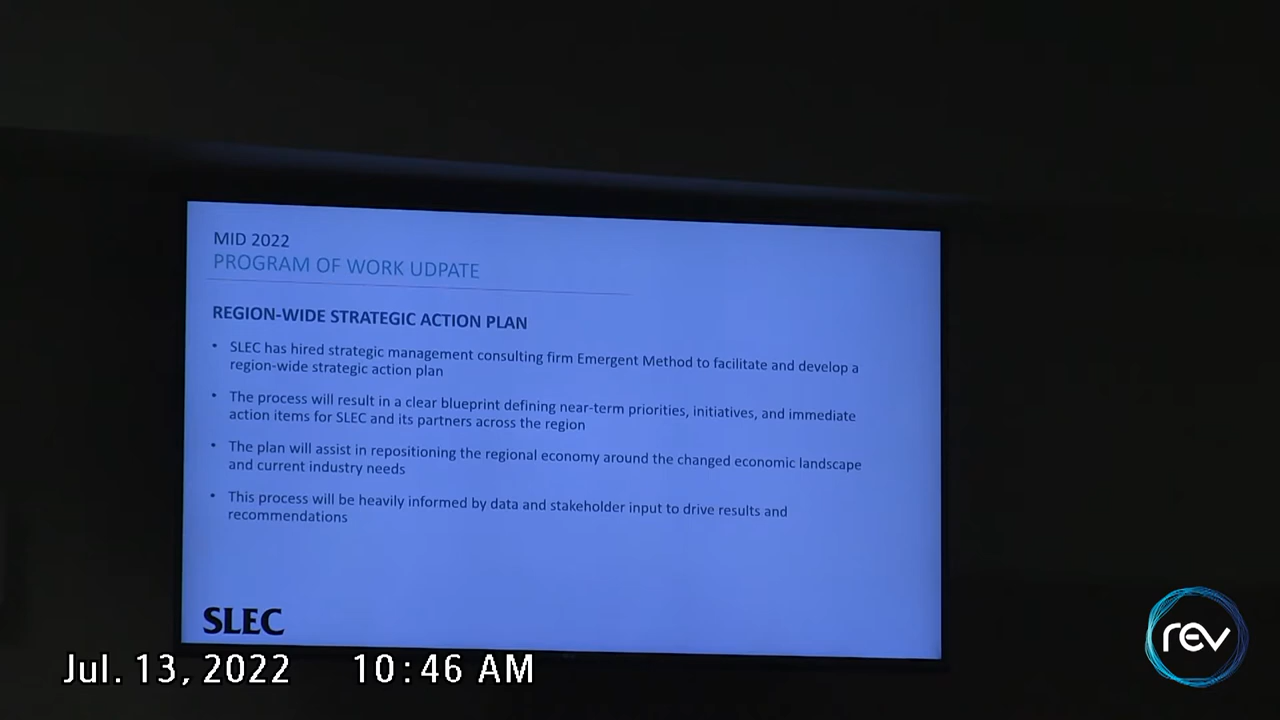 MID 2022
PROGRAM OF WORK UDPATE
REGION-WIDE STRATEGIC ACTION PLAN
• SLEC has hired strategic management consulting firm Emergent Method to facilitate and develop a
region-wide strategic action plan
• The process will result in a clear blueprint defining near-term priorities, initiatives, and immediate
action items for SLEC and its partners across the region
• The plan will assist in repositioning the regional economy around the changed economic landscape
and current industry needs
• This process will be heavily informed by data and stakeholder input to drive results and
recommendations
SLEC
Jul. 13, 2022 10:46 AM
rev